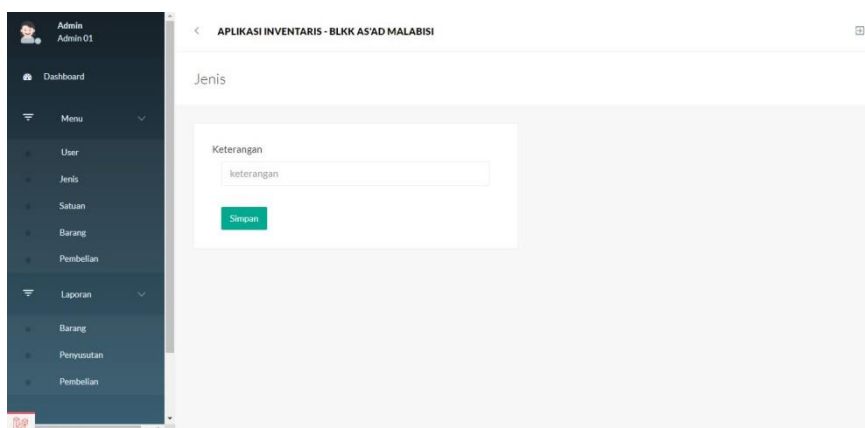 Admin
Admin 01
Dashboard
Menu
User
Jenis
Satuan
Barang
Pembelian
Laporan
Barang
Penyusutan
Pembelian
APLIKASI INVENTARIS - BLKK AS'AD MALABISI
Jenis
Keterangan
keterangan
Simpan